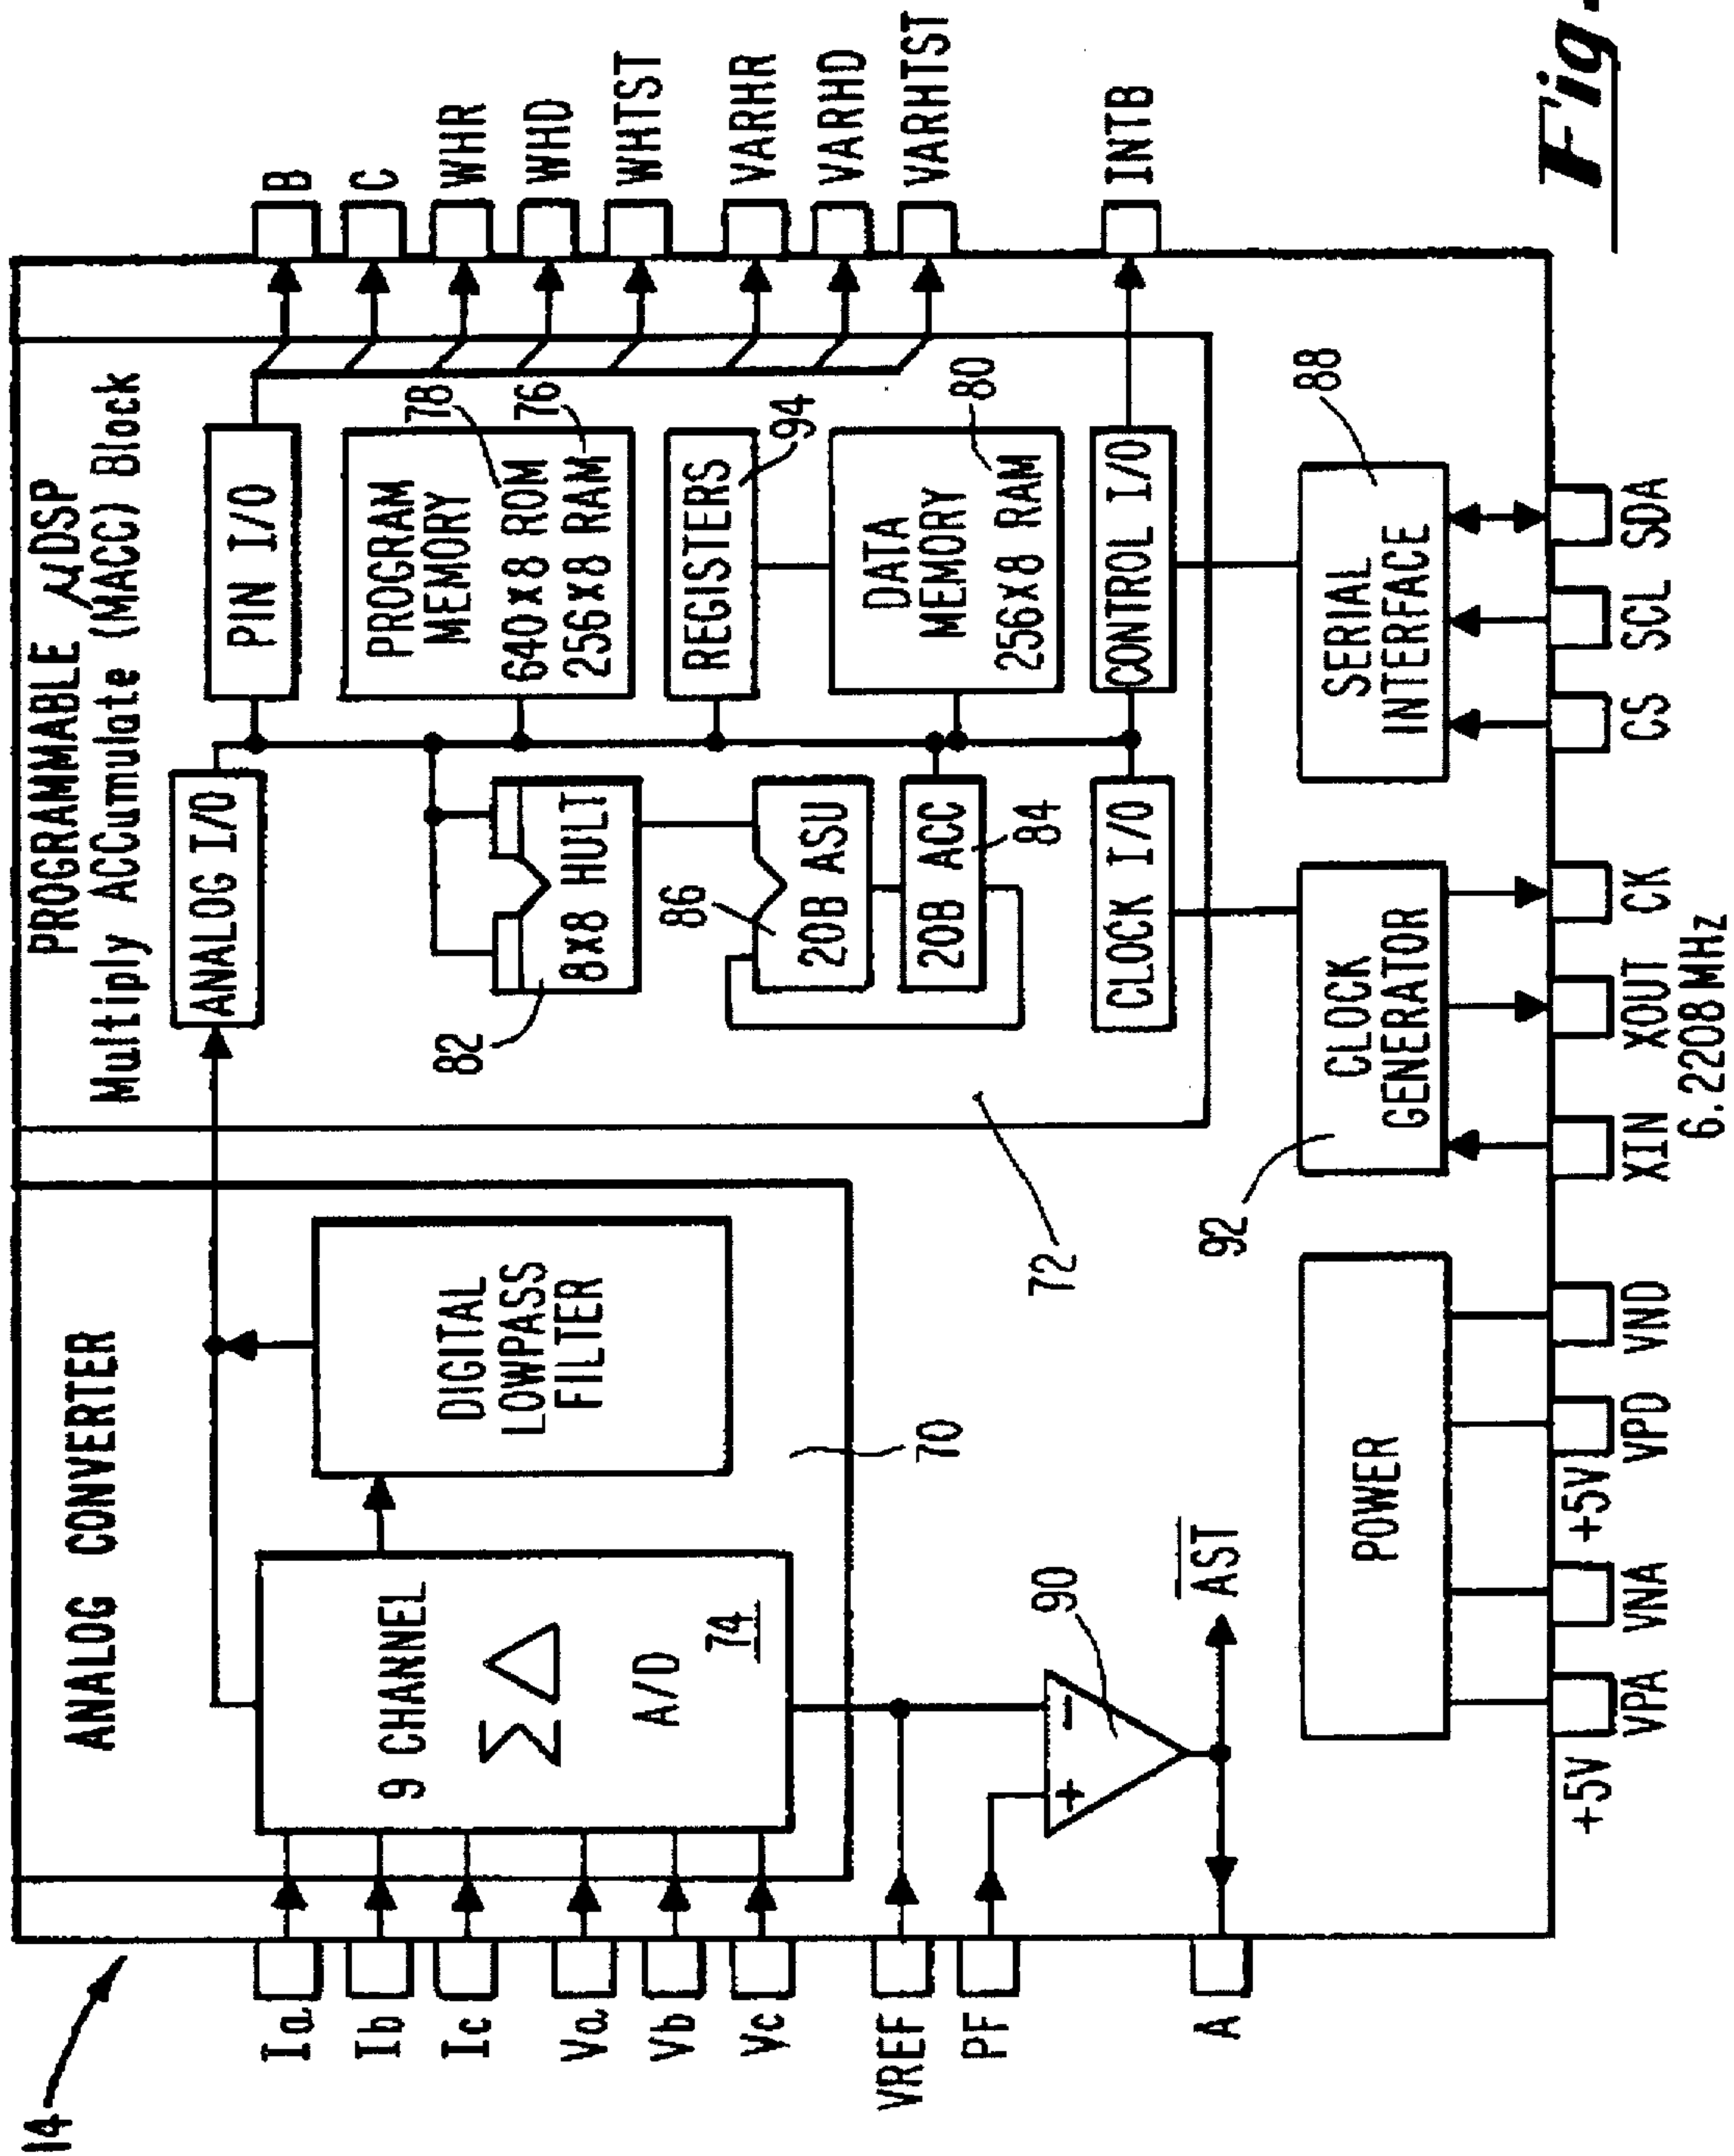 14
ANALOG CONVERTER
PROGRAMMABLE μDSP
Multiply ACCumulate (MACC) Block
Ia
Ib
Ic
Va
Vb
Vc
VREF
PF
A
9 CHANNEL
ΣΔ
A/D
74
DIGITAL
LOWPASS
FILTER
70
72
+
-
90
AST
ANALOG I/O
PIN I/O
8x8 HULT
82
86
20B ASU
20B ACC
84
CLOCK I/O
PROGRAM
MEMORY
640x8 ROM
256x8 RAM
78
76
REGISTERS
94
DATA
MEMORY
256x8 RAM
80
CONTROL I/O
B
C
WHR
WHD
WHTST
VARHR
VARHD
VARHTST
INTB
POWER
CLOCK
GENERATOR
92
SERIAL
INTERFACE
88
+5V
VPA
VNA
+5V
VPD
VND
XIN
XOUT
CK
6.2208MHz
CS
SCL
SDA
Fig.